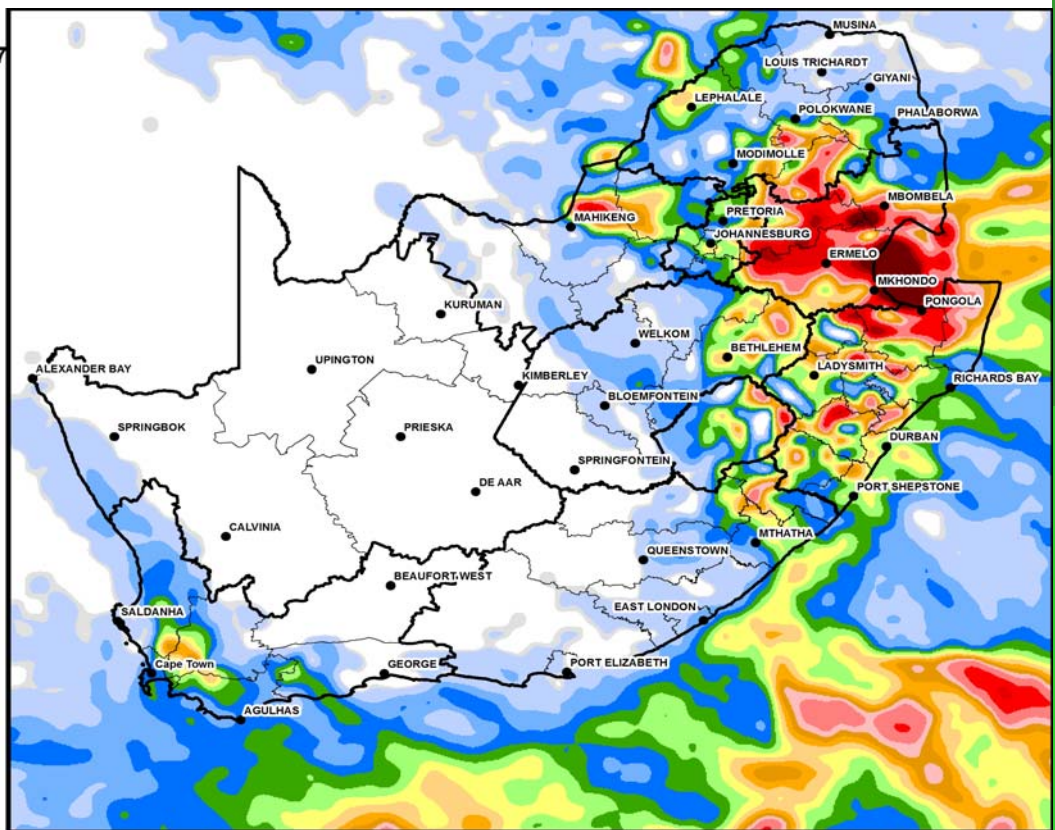 7
MUSINA
LOUIS TRICHARDT
GIYANI
LEPHALALE
POLOKWANE
PHALABORWA
MODIMOLLE
MBOMBELA
PRETORIA
MAHIKENG
JOHANNESBURG
ERMELO
MKHONDO
PONGOLA
KURUMAN
WELKOM
BETHLEHEM
UPINGTON
LADYSMITH
ALEXANDER BAY
KIMBERLEY
RICHARDS BAY
BLOEMFONTEIN
SPRINGBOK
PRIESKA
DURBAN
SPRINGFONTEIN
DE AAR
PORT SHEPSTONE
CALVINIA
MTHATHA
QUEENSTOWN
BEAUFORT-WEST
SALDANHA
EAST LONDON
Cape Town
GEORGE
PORT ELIZABETH
AGULHAS